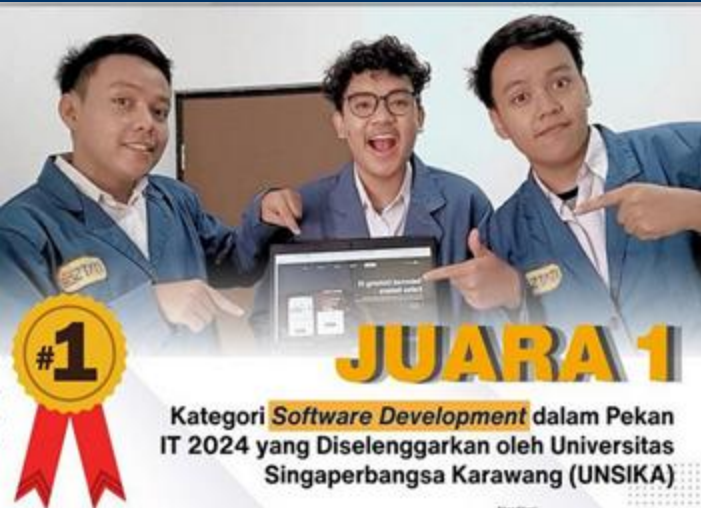 #1
JUARA 1
Kategori Software Development dalam Pekan
IT 2024 yang Diselenggarkan oleh Universitas
Singaperbangsa Karawang (UNSIKA)